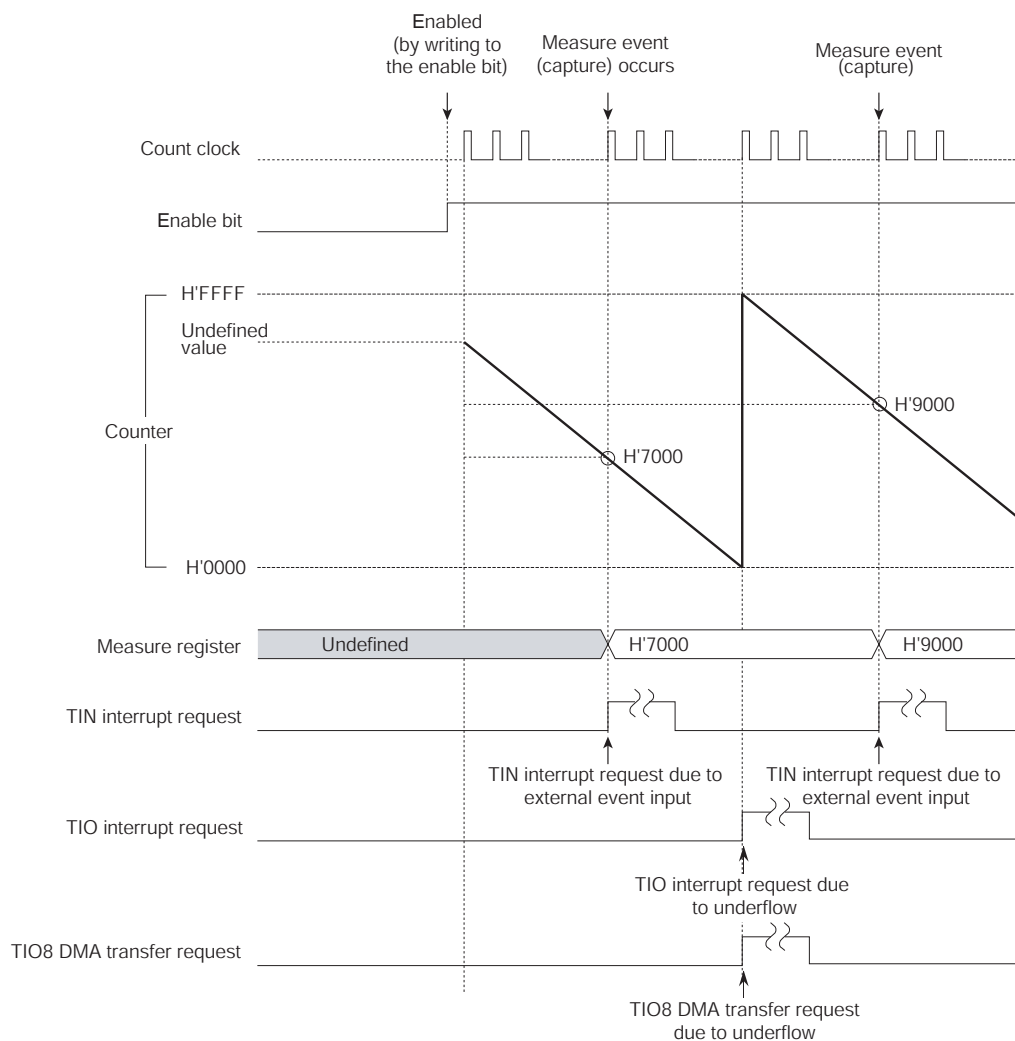 Enabled
(by writing to
the enable bit)
Measure event
(capture) occurs
Measure event
(capture)
Count clock
Enable bit
H'FFFF
Undefined
value
H'9000
Counter
H'7000
H'0000
Measure register
Undefined
H'7000
H'9000
TIN interrupt request
TIN interrupt request due to
external event input
TIN interrupt request due to
external event input
TIO interrupt request
TIO interrupt request due
to underflow
TIO8 DMA transfer request
TIO8 DMA transfer request
due to underflow